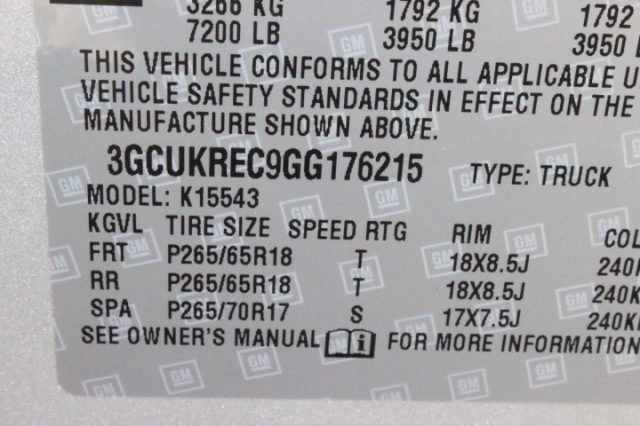 3266 KG 1792 KG 1792
7200 LB 3950 LB 3950
THIS VEHICLE CONFORMS TO ALL APPLICABLE
VEHICLE SAFETY STANDARDS IN EFFECT ON THE
MANUFACTURE SHOWN ABOVE.
3GCUKREC9GG176215 TYPE: TRUCK
MODEL: K15543
KGVL TIRE SIZE SPEED RTG RIM
FRT P265/65R18 T 18X8.5J 240K
RR P265/65R18 T 18X8.5J 240K
SPA P265/70R17 S 17X7.5J 240K
SEE OWNER'S MANUAL i FOR MORE INFORMATION